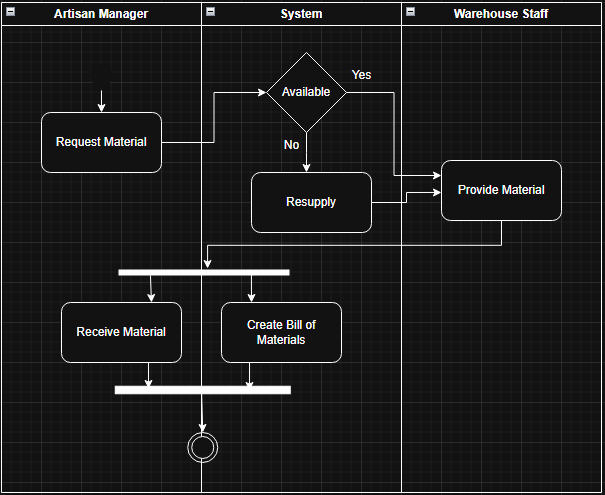 Artisan Manager
System
Warehouse Staff
Available
Yes
Request Material
No
Provide Material
Resupply
Receive Material
Create Bill of
Materials